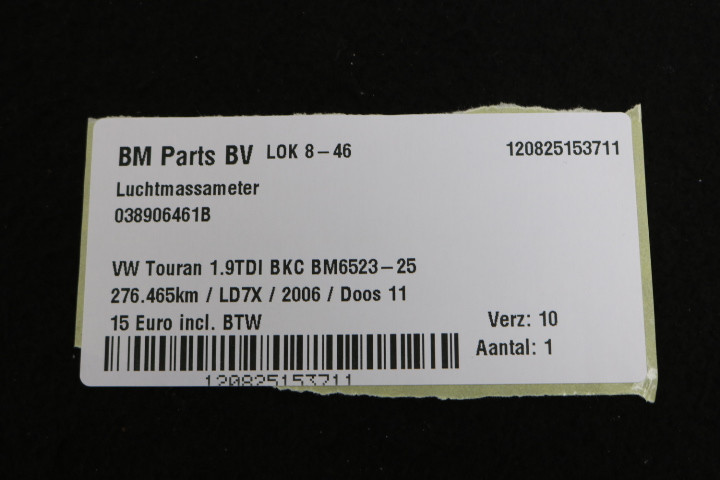 BM Parts BV LOK 8-46 120825153711
Luchtmassameter
038906461B
VW Touran 1.9TDI BKC BM6523-25
276.465km / LD7X / 2006 / Doos 11
15 Euro incl. BTW Verz: 10
Aantal: 1
120825153711